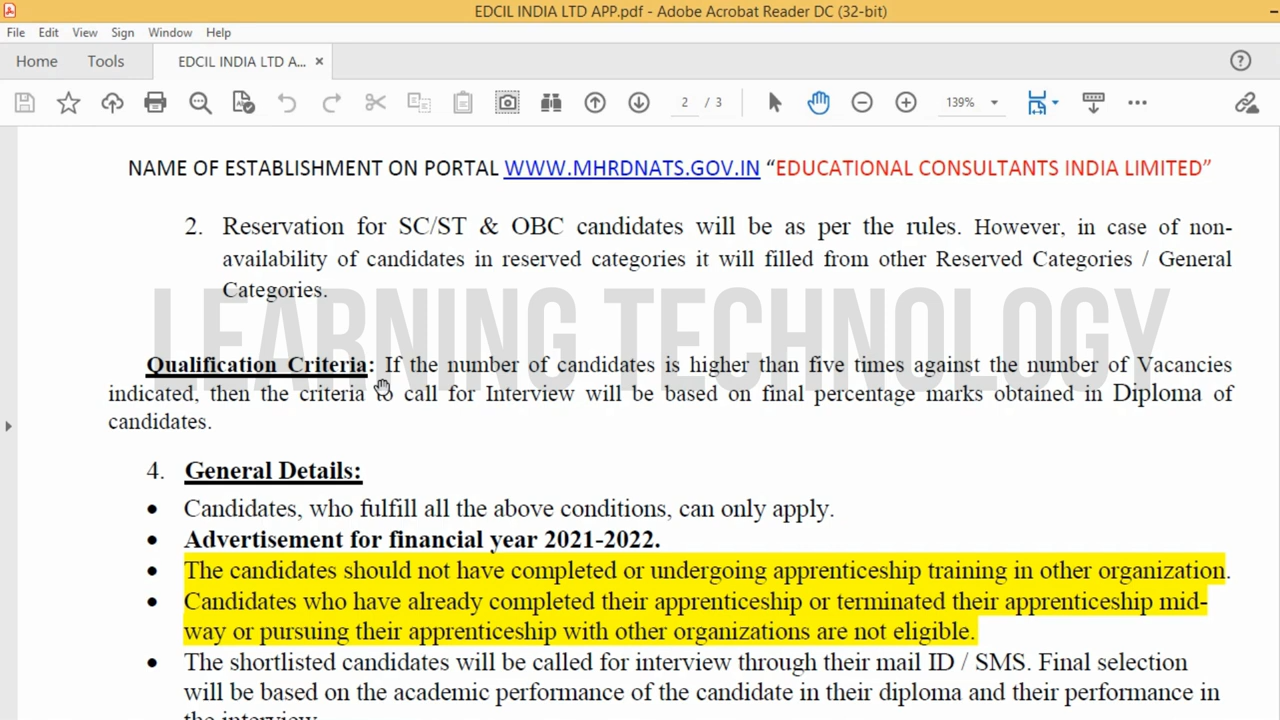 EDCIL INDIA LTD APP.pdf - Adobe Acrobat Reader DC (32-bit)
File Edit View Sign Window Help
Home Tools EDCIL INDIA LTD A... ×
2 / 3 139%
NAME OF ESTABLISHMENT ON PORTAL WWW.MHRDNATS.GOV.IN “EDUCATIONAL CONSULTANTS INDIA LIMITED”
2. Reservation for SC/ST & OBC candidates will be as per the rules. However, in case of non-
availability of candidates in reserved categories it will filled from other Reserved Categories / General
Categories.
LEARNING TECHNOLOGY
Qualification Criteria: If the number of candidates is higher than five times against the number of Vacancies
indicated, then the criteria to call for Interview will be based on final percentage marks obtained in Diploma of
candidates.
4. General Details:
• Candidates, who fulfill all the above conditions, can only apply.
• Advertisement for financial year 2021-2022.
• The candidates should not have completed or undergoing apprenticeship training in other organization.
• Candidates who have already completed their apprenticeship or terminated their apprenticeship mid-
way or pursuing their apprenticeship with other organizations are not eligible.
• The shortlisted candidates will be called for interview through their mail ID / SMS. Final selection
will be based on the academic performance of the candidate in their diploma and their performance in
the interview.